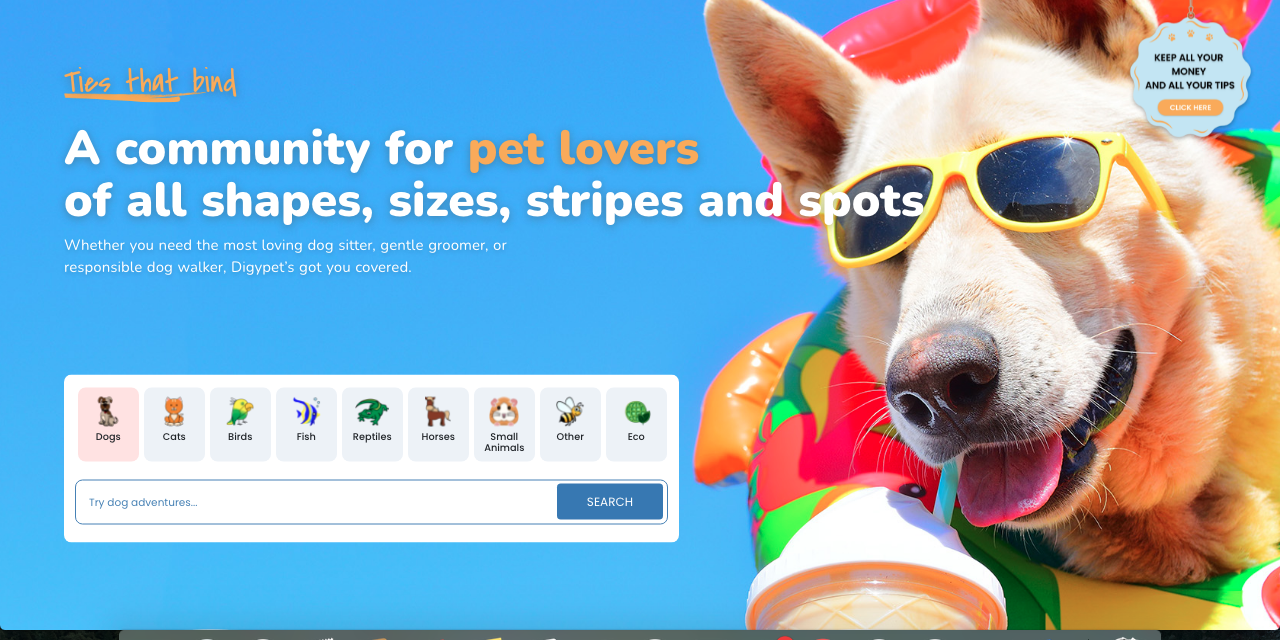 Ties that bind
A community for pet lovers
of all shapes, sizes, stripes and spots
Whether you need the most loving dog sitter, gentle groomer, or
responsible dog walker, Digypet's got you covered.
KEEP ALL YOUR
MONEY
AND ALL YOUR TIPS
CLICK HERE
Dogs
Cats
Birds
Fish
Reptiles
Horses
Small
Animals
Other
Eco
Try dog adventures...
SEARCH